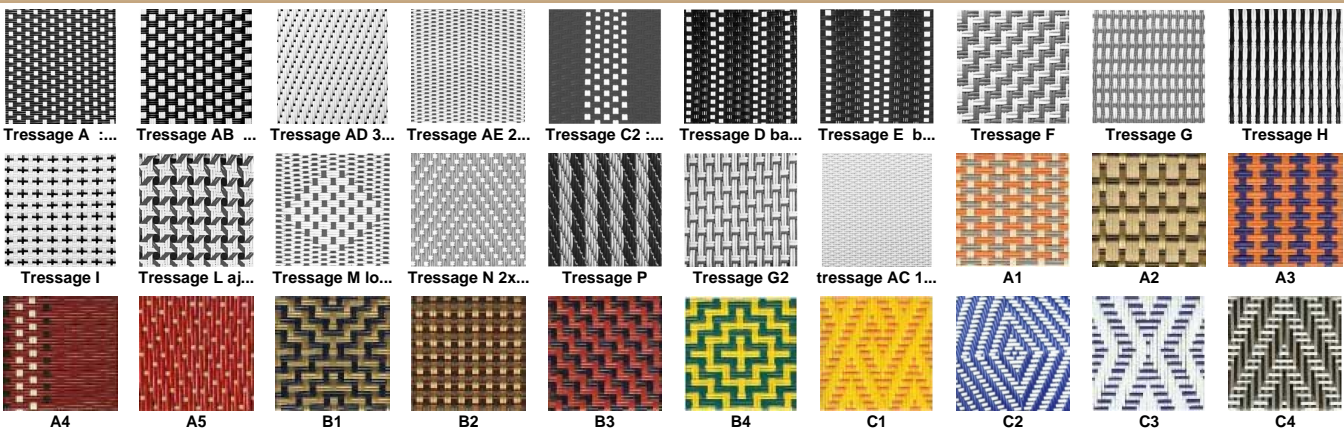 Tressage A :... Tressage AB ... Tressage AD 3... Tressage AE 2... Tressage C2 :... Tressage D ba... Tressage E b... Tressage F Tressage G Tressage H
Tressage I Tressage L aj... Tressage M lo... Tressage N 2x... Tressage P Tressage G2 tressage AC 1... A1 A2 A3
A4 A5 B1 B2 B3 B4 C1 C2 C3 C4